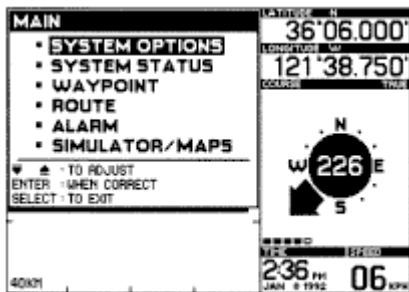 MAIN
▪ SYSTEM OPTIONS
▪ SYSTEM STATUS
▪ WAYPOINT
▪ ROUTE
▪ ALARM
▪ SIMULATOR/MAPS
▼ ▲ : TO ADJUST
ENTER : WHEN CORRECT
SELECT : TO EXIT
40KM
LATITUDE N
36°06.000'
LONGITUDE W
121°38.750'
COURSE TRUE
N
W 226 E
S
TIME SPEED
2:36 PM
JAN 8 1992
06 KPH